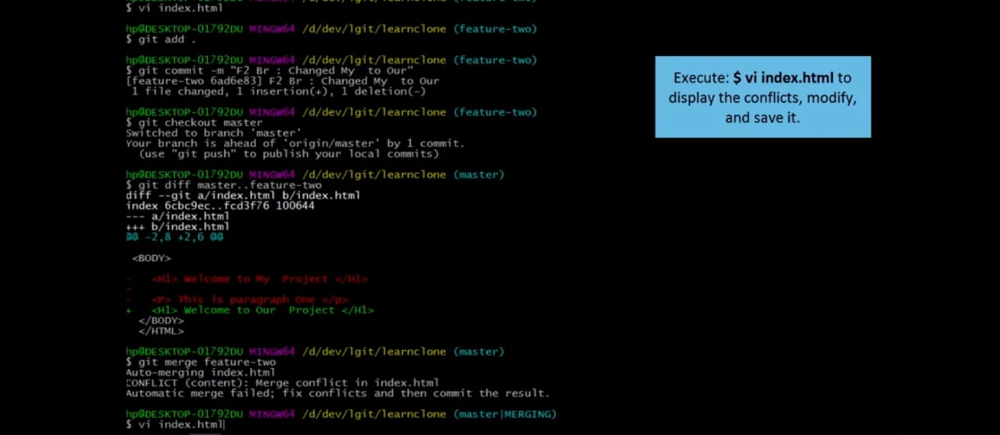 $ vi index.html
hp@DESKTOP-01792DU MINGW64 /d/dev/lgit/learnclone (feature-two)
$ git add .
hp@DESKTOP-01792DU MINGW64 /d/dev/lgit/learnclone (feature-two)
$ git commit -m "F2 Br : Changed My  to Our"
[feature-two 6ad6e83] F2 Br : Changed My  to Our
 1 file changed, 1 insertion(+), 1 deletion(-)
hp@DESKTOP-01792DU MINGW64 /d/dev/lgit/learnclone (feature-two)
$ git checkout master
Switched to branch 'master'
Your branch is ahead of 'origin/master' by 1 commit.
  (use "git push" to publish your local commits)
hp@DESKTOP-01792DU MINGW64 /d/dev/lgit/learnclone (master)
$ git diff master..feature-two
diff --git a/index.html b/index.html
index 6cbc9ec..fcd3f76 100644
--- a/index.html
+++ b/index.html
@@ -2,8 +2,6 @@
 <BODY>
-   <H1> Welcome to My  Project </H1>
-
-   <P> This is paragraph One </p>
+   <H1> Welcome to Our  Project </H1>
  </BODY>
  </HTML>
hp@DESKTOP-01792DU MINGW64 /d/dev/lgit/learnclone (master)
$ git merge feature-two
Auto-merging index.html
CONFLICT (content): Merge conflict in index.html
Automatic merge failed; fix conflicts and then commit the result.
hp@DESKTOP-01792DU MINGW64 /d/dev/lgit/learnclone (master|MERGING)
$ vi index.html
Execute: $ vi index.html to
display the conflicts, modify,
and save it.